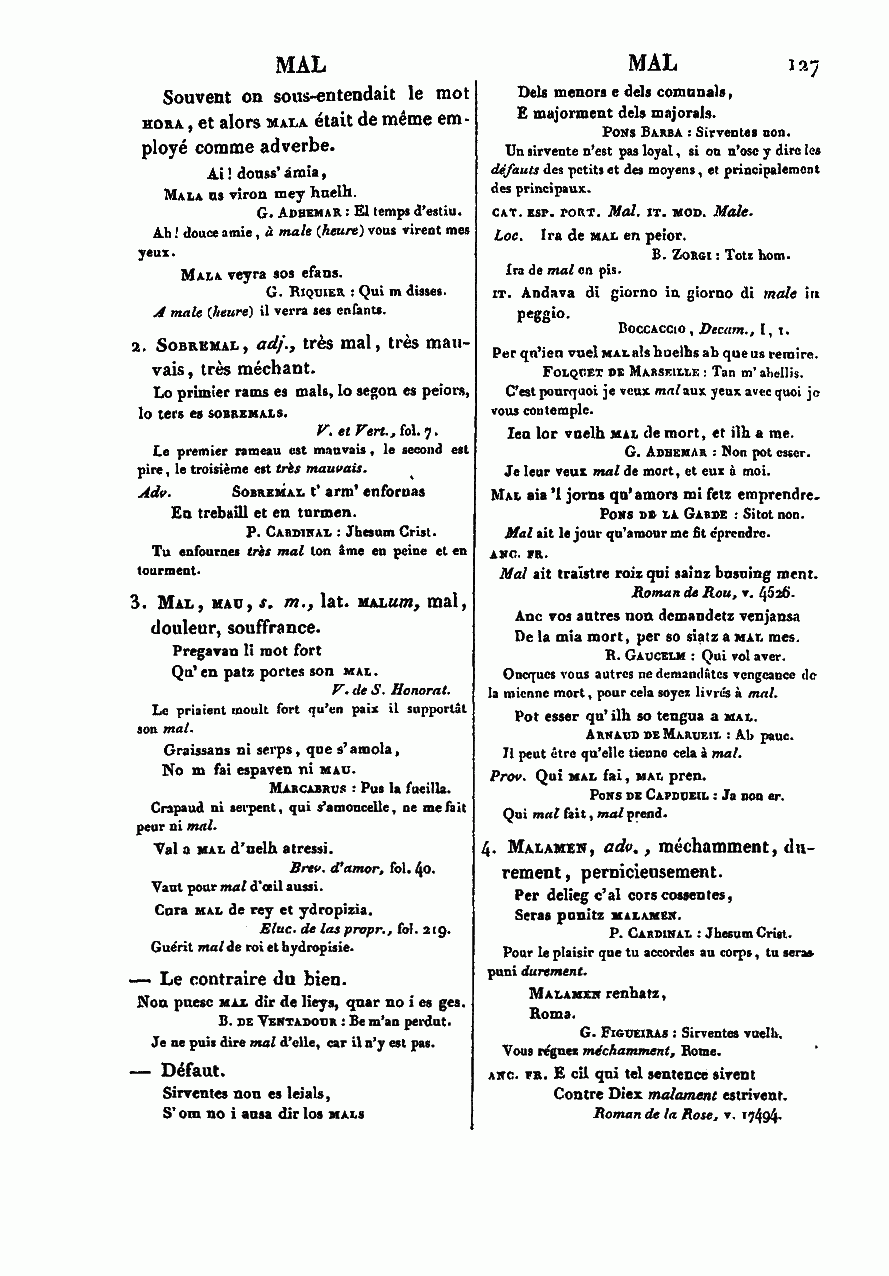 MAL
MAL
127
Souvent on sous-entendait le mot
HORA, et alors MALA était de même em-
ployé comme adverbe.
Ai ! douss' amia,
MALA us viron mey huelh.
G. ADHEMAR : El temps d'estiu.
Ah ! douce amie, à male (heure) vous virent mes
yeux.
MALA veyra sos efans.
G. RIQUIER : Qui m disses.
A male (heure) il verra ses enfants.
2. SOBREMAL, adj., très mal, très mau-
vais, très méchant.
Lo primier rams es mals, lo segon es peiors,
lo ters es SOBREMALS.
V. et Vert., fol. 7.
Le premier rameau est mauvais, le second est
pire, le troisième est très mauvais.
Adv. SOBREMAL t' arm' enfornas
En trebaill et en turmen.
P. CARDINAL : Jhesum Crist.
Tu enfournes très mal ton âme en peine et en
tourment.
3. MAL, MAU, s. m., lat. MALum, mal,
douleur, souffrance.
Pregavan li mot fort
Qu'en patz portes son MAL.
V. de S. Honorat.
Le priaient moult fort qu'en paix il supportât
son mal.
Graissans ni serps, que s'amola,
No m fai espaven ni MAU.
MARCABRUS : Pus la fueilla.
Crapaud ni serpent, qui s'amoncelle, ne me fait
peur ni mal.
Val a MAL d'uelh atressi.
Brev. d'amor, fol. 40.
Vaut pour mal d'œil aussi.
Cura MAL de rey et ydropizia.
Eluc. de las propr., fol. 219.
Guérit mal de roi et hydropisie.
— Le contraire du bien.
Non puesc MAL dir de lieys, quar no i es ges.
B. DE VENTADOUR : Be m'an perdut.
Je ne puis dire mal d'elle, car il n'y est pas.
— Défaut.
Sirventes non es leials,
S'om no i ausa dir los MALS
Dels menors e dels comunals,
E majorment dels majorals.
PONS BARBA : Sirventes non.
Un sirvente n'est pas loyal, si on n'ose y dire les
défauts des petits et des moyens, et principalement
des principaux.
CAT. ESP. PORT. Mal. IT. MOD. Male.
Loc. Ira de MAL en peior.
B. ZORGI : Totz hom.
Ira de mal en pis.
IT. Andava di giorno in giorno di male in
peggio.
BOCCACCIO, Decam., I, 1.
Per qu'ieu vuel MAL als huelhs ab que us remire.
FOLQUET DE MARSEILLE : Tan m'abellis.
C'est pourquoi je veux mal aux yeux avec quoi je
vous contemple.
Ieu lor vuelh MAL de mort, et ilh a me.
G. ADHEMAR : Non pot esser.
Je leur veux mal de mort, et eux à moi.
MAL aia 'l jorns qu'amors mi fetz emprendre.
PONS DE LA GARDE : Sitot non.
Mal ait le jour qu'amour me fit éprendre.
ANC. FR.
Mal ait traïstre roiz qui sainz busuing ment.
Roman de Rou, v. 4526.
Anc vos autres non demandetz venjansa
De la mia mort, per so siatz a MAL mes.
R. GAUCELM : Qui vol aver.
Oncques vous autres ne demandâtes vengeance de
la mienne mort, pour cela soyez livrés à mal.
Pot esser qu'ilh so tengua a MAL.
ARNAUD DE MARUEIL : Ab pauc.
Il peut être qu'elle tienne cela à mal.
Prov. Qui MAL fai, MAL pren.
PONS DE CAPDUEIL : Ja non er.
Qui mal fait, mal prend.
4. MALAMEN, adv., méchamment, du-
rement, pernicieusement.
Per delieg c'al cors cossentes,
Seras punitz MALAMEN.
P. CARDINAL : Jhesum Crist.
Pour le plaisir que tu accordes au corps, tu seras
puni durement.
MALAMEN renhatz,
Roma.
G. FIGUEIRAS : Sirventes vuelh.
Vous régnez méchamment, Rome.
ANC. FR. E cil qui tel sentence sivent
Contre Diex malament estrivent.
Roman de la Rose, v. 17494.